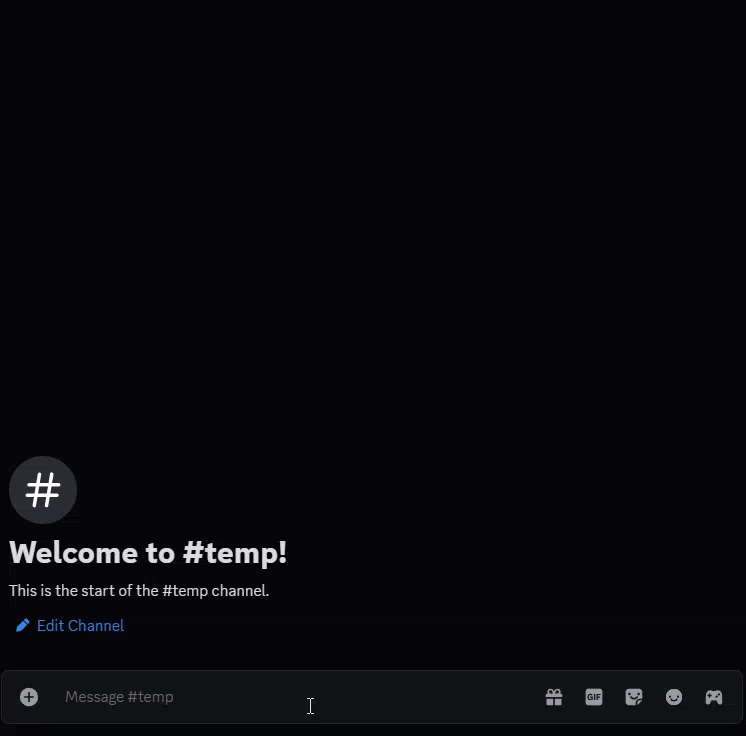 #
Welcome to #temp!
This is the start of the #temp channel.
Edit Channel
Message #temp
GIF